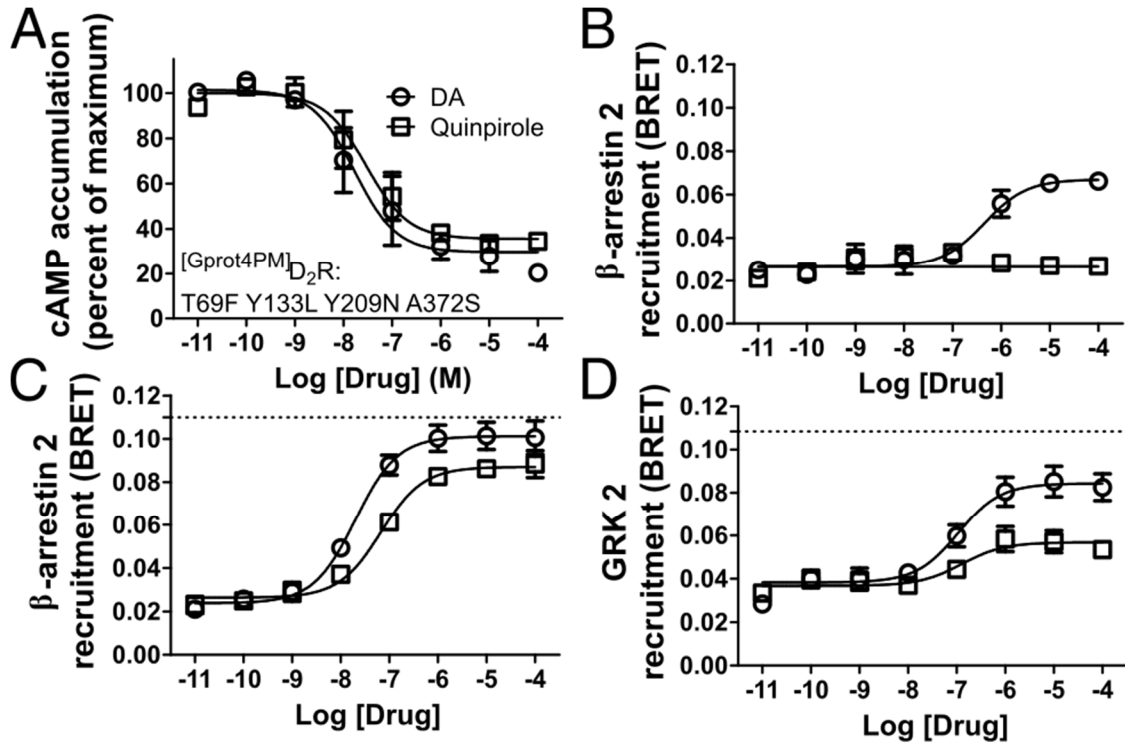 A
cAMP accumulation
(percent of maximum)
100
80
60
40
20
0
DA
Quinpirole
[Gprot4PM]D2R:
T69F Y133L Y209N A372S
-11 -10 -9 -8 -7 -6 -5 -4
Log [Drug] (M)
B
β-arrestin 2
recruitment (BRET)
0.12
0.10
0.08
0.06
0.04
0.02
0.00
-11 -10 -9 -8 -7 -6 -5 -4
Log [Drug]
C
β-arrestin 2
recruitment (BRET)
0.12
0.10
0.08
0.06
0.04
0.02
0.00
-11 -10 -9 -8 -7 -6 -5 -4
Log [Drug]
D
GRK 2
recruitment (BRET)
0.12
0.10
0.08
0.06
0.04
0.02
0.00
-11 -10 -9 -8 -7 -6 -5 -4
Log [Drug]